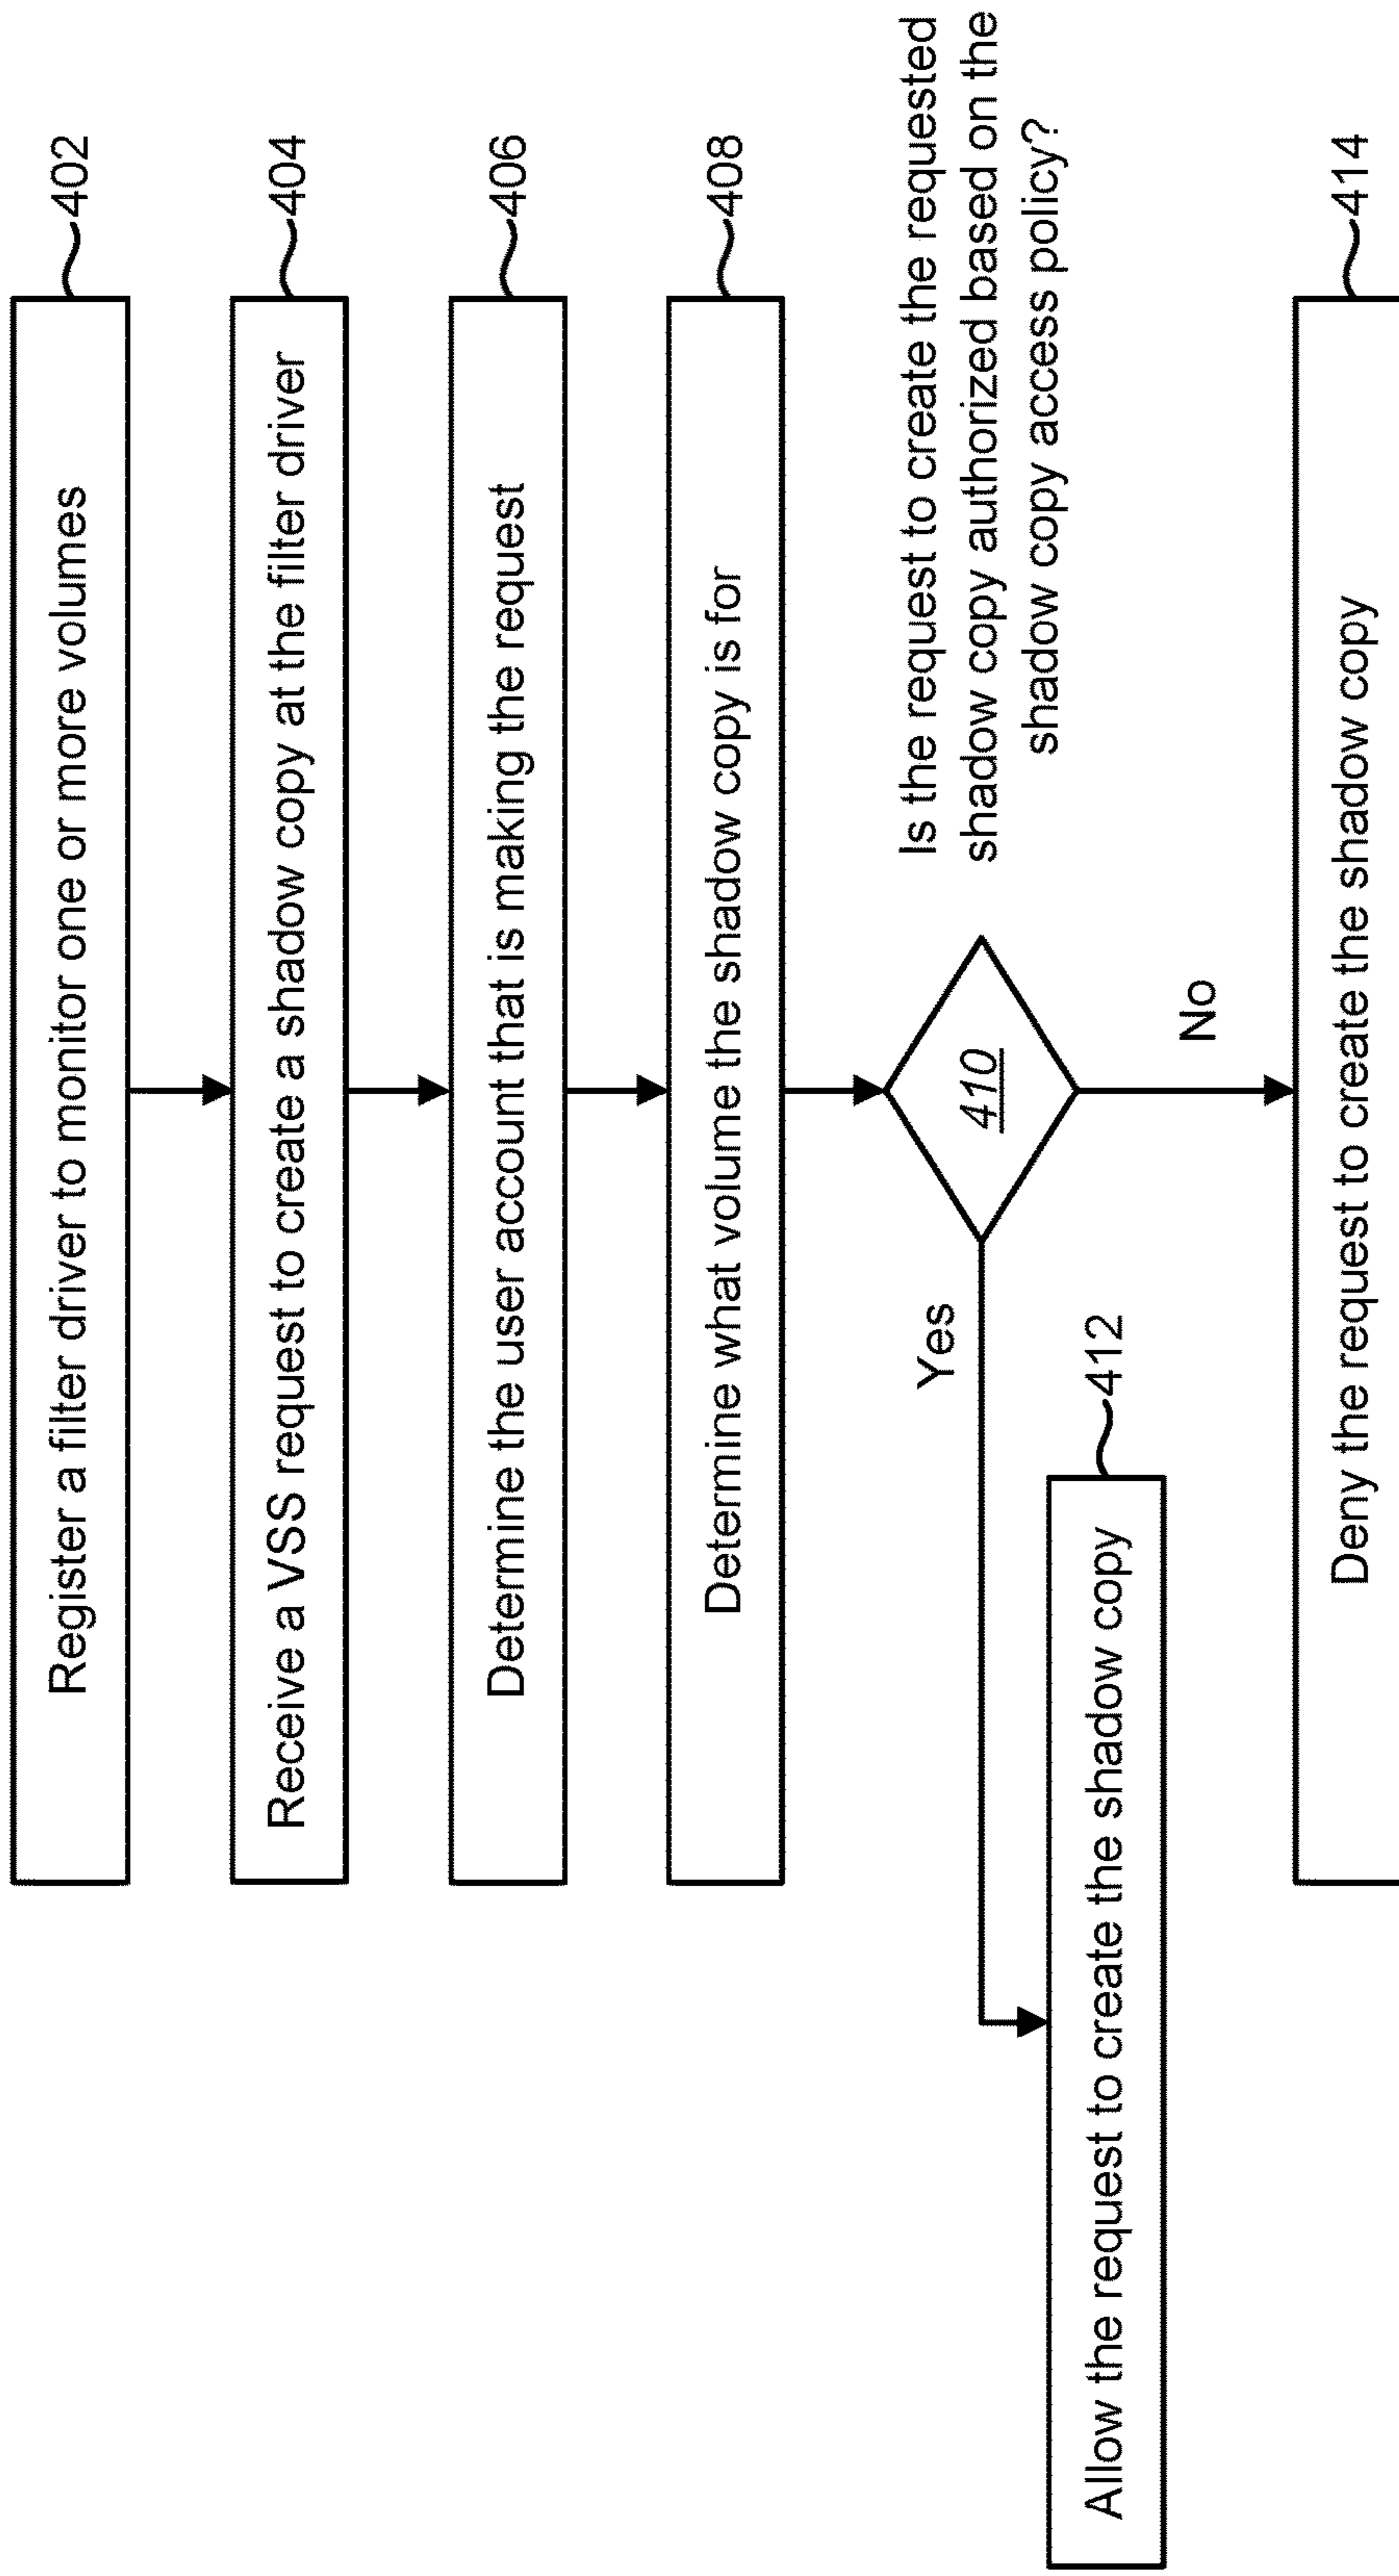 Register a filter driver to monitor one or more volumes
402
Receive a VSS request to create a shadow copy at the filter driver
404
Determine the user account that is making the request
406
Determine what volume the shadow copy is for
408
Is the request to create the requested
shadow copy authorized based on the
shadow copy access policy?
410
Yes
No
412
Allow the request to create the shadow copy
414
Deny the request to create the shadow copy